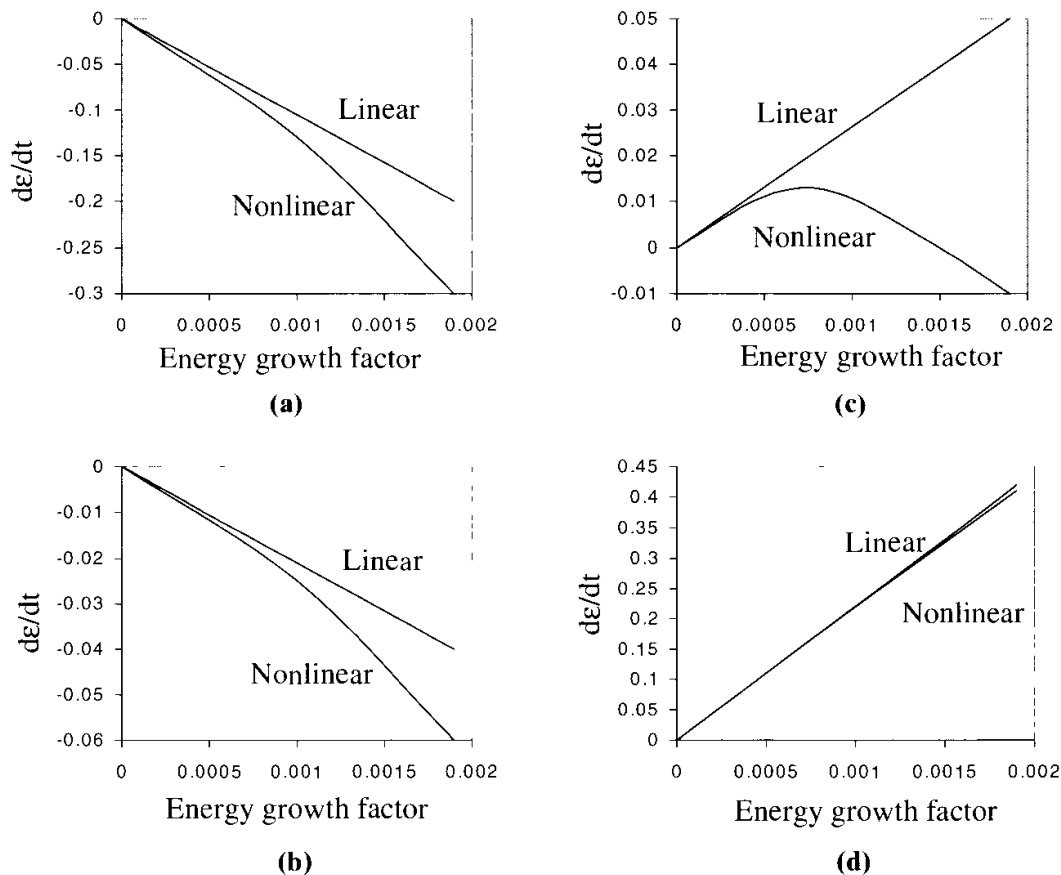 0
-0.05
-0.1
-0.15
-0.2
-0.25
-0.3
dε/dt
Linear
Nonlinear
0 0.0005 0.001 0.0015 0.002
Energy growth factor
(a)
0.05
0.04
0.03
0.02
0.01
0
-0.01
dε/dt
Linear
Nonlinear
0 0.0005 0.001 0.0015 0.002
Energy growth factor
(c)
0
-0.01
-0.02
-0.03
-0.04
-0.05
-0.06
dε/dt
Linear
Nonlinear
0 0.0005 0.001 0.0015 0.002
Energy growth factor
(b)
0.45
0.4
0.35
0.3
0.25
0.2
0.15
0.1
0.05
0
dε/dt
Linear
Nonlinear
0 0.0005 0.001 0.0015 0.002
Energy growth factor
(d)